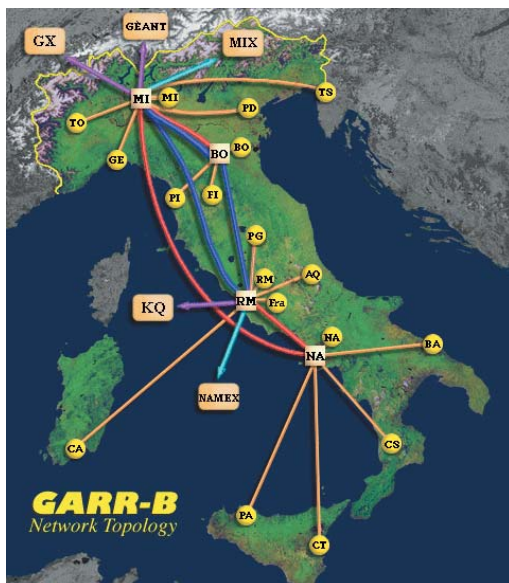 GÉANT
GX
MIX
MI
MI
TS
TO
PD
GE
BO
BO
PI
FI
PG
RM
AQ
RM
Fra
KQ
NA
BA
NA
NAMEX
CA
CS
GARR-B
Network Topology
PA
CT